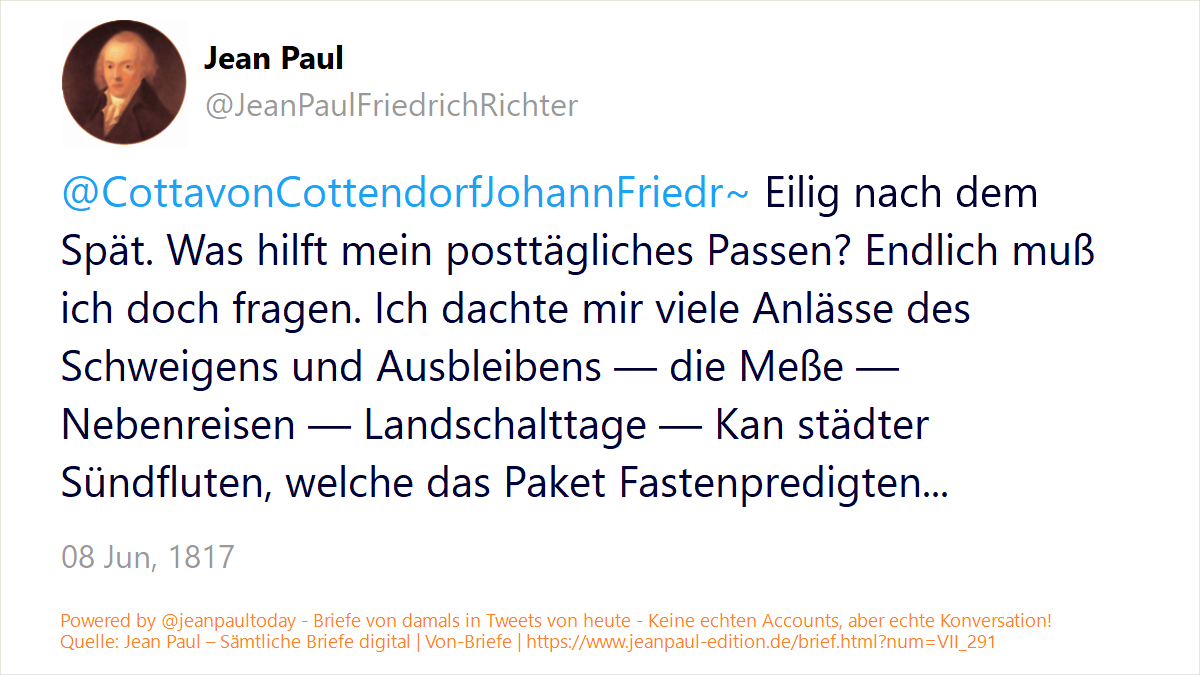 Jean Paul
@JeanPaulFriedrichRichter
@CottavonCottendorfJohannFriedr~ Eilig nach dem
Spät. Was hilft mein posttägliches Passen? Endlich muß
ich doch fragen. Ich dachte mir viele Anlässe des
Schweigens und Ausbleibens — die Meße —
Nebenreisen — Landschalttage — Kan städter
Sündfluten, welche das Paket Fastenpredigten...
08 Jun, 1817
Powered by @jeanpaultoday - Briefe von damals in Tweets von heute - Keine echten Accounts, aber echte Konversation!
Quelle: Jean Paul – Sämtliche Briefe digital | Von-Briefe | https://www.jeanpaul-edition.de/brief.html?num=VII_291